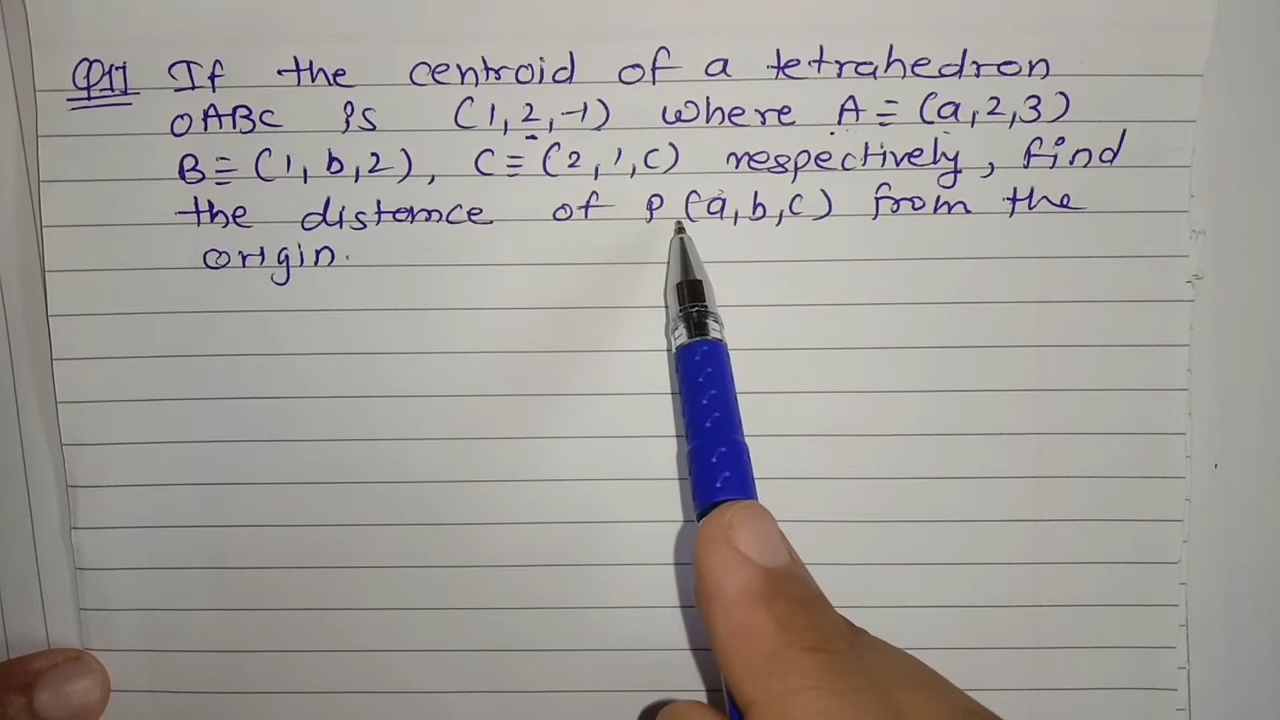 Q1] If the centroid of a tetrahedron
OABC is (1,2,-1) where A = (a,2,3)
B ≡ (1,b,2), C ≡ (2,1,c) respectively, find
the distance of P(a,b,c) from the
origin.